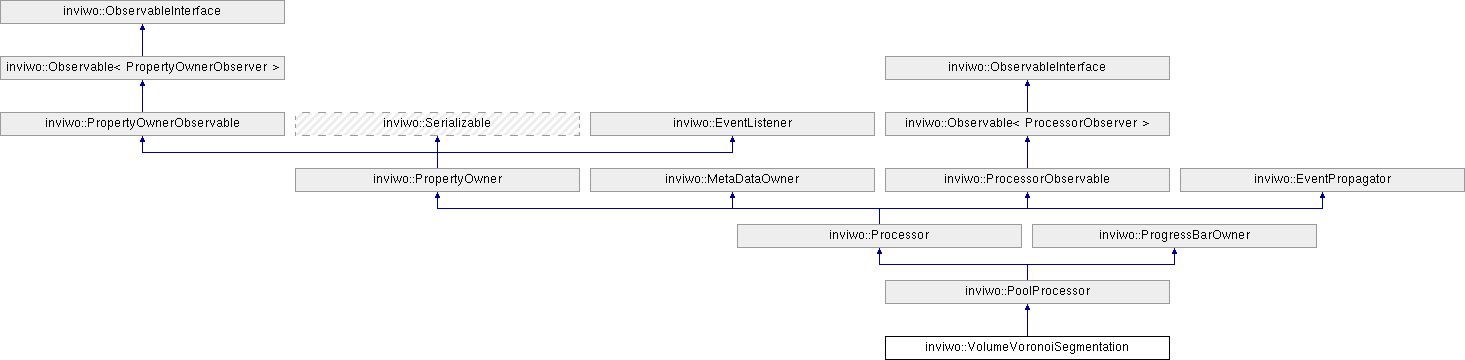 inviwo::ObservableInterface
inviwo::Observable< PropertyOwnerObserver >
inviwo::ObservableInterface
inviwo::PropertyOwnerObservable
inviwo::Serializable
inviwo::EventListener
inviwo::Observable< ProcessorObserver >
inviwo::PropertyOwner
inviwo::MetaDataOwner
inviwo::ProcessorObservable
inviwo::EventPropagator
inviwo::Processor
inviwo::ProgressBarOwner
inviwo::PoolProcessor
inviwo::VolumeVoronoiSegmentation